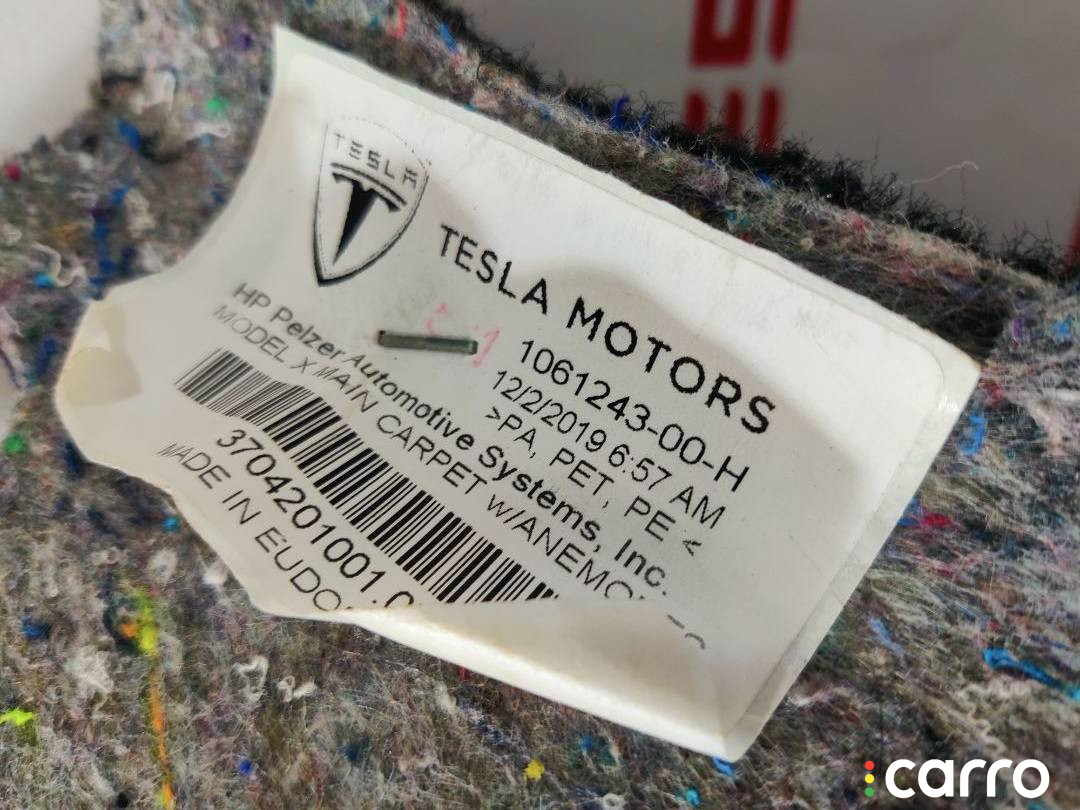 TESLA
TESLA MOTORS
1061243-00-H
12/2/2019 6:57 AM
>PA, PET, PE <
HP Pelzer Automotive Systems, Inc.
MODEL X MAIN CARPET w/ANEMO
3704201001.0
MADE IN EUDO
carro